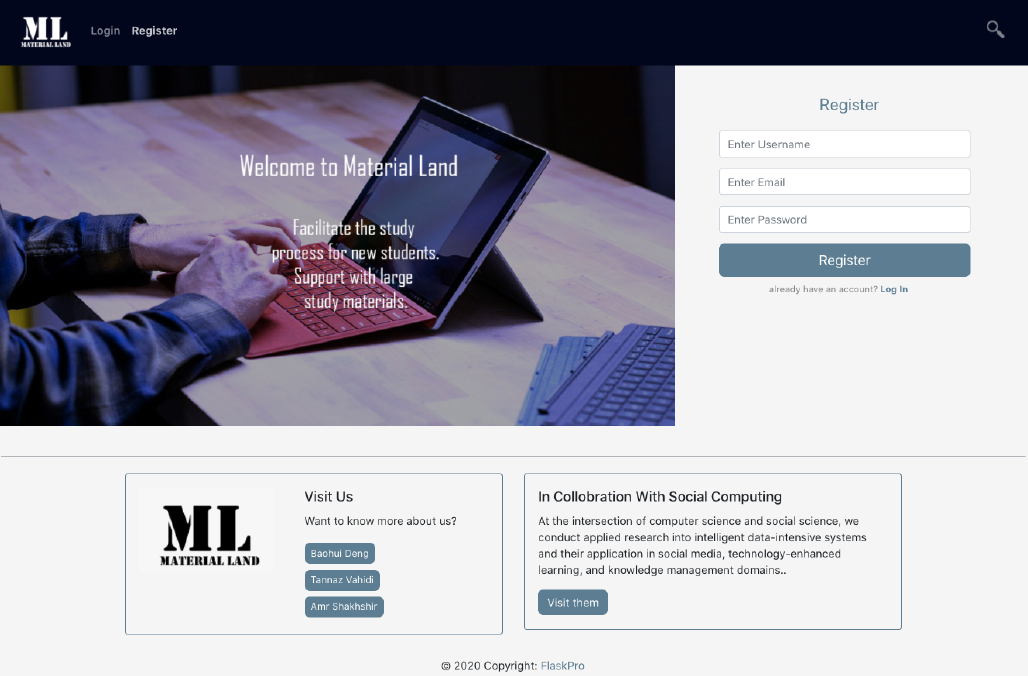 ML
MATERIAL LAND
Login
Register
Welcome to Material Land
Facilitate the study
process for new students.
Support with large
study materials.
Register
Enter Username
Enter Email
Enter Password
Register
already have an account? Log In
ML
MATERIAL LAND
Visit Us
Want to know more about us?
Baohui Deng
Tannaz Vahidi
Amr Shakhshir
In Collobration With Social Computing
At the intersection of computer science and social science, we
conduct applied research into intelligent data-intensive systems
and their application in social media, technology-enhanced
learning, and knowledge management domains..
Visit them
© 2020 Copyright: FlaskPro